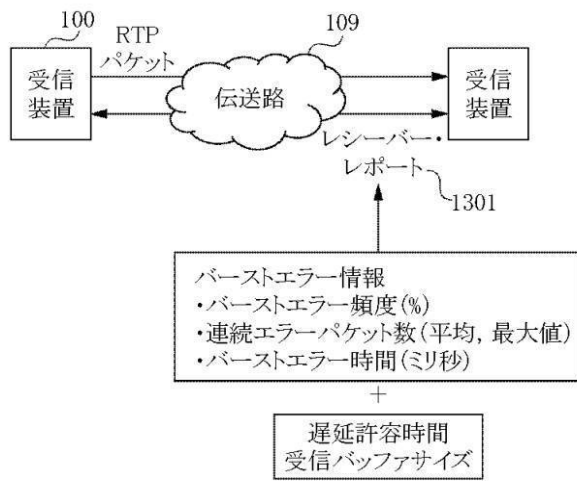 100
RTP
パケット
109
受信
装置
伝送路
受信
装置
レシーバー・
レポート
1301
バーストエラー情報
・バーストエラー頻度(%)
・連続エラーパケット数(平均, 最大値)
・バーストエラー時間(ミリ秒)
+
遅延許容時間
受信バッファサイズ